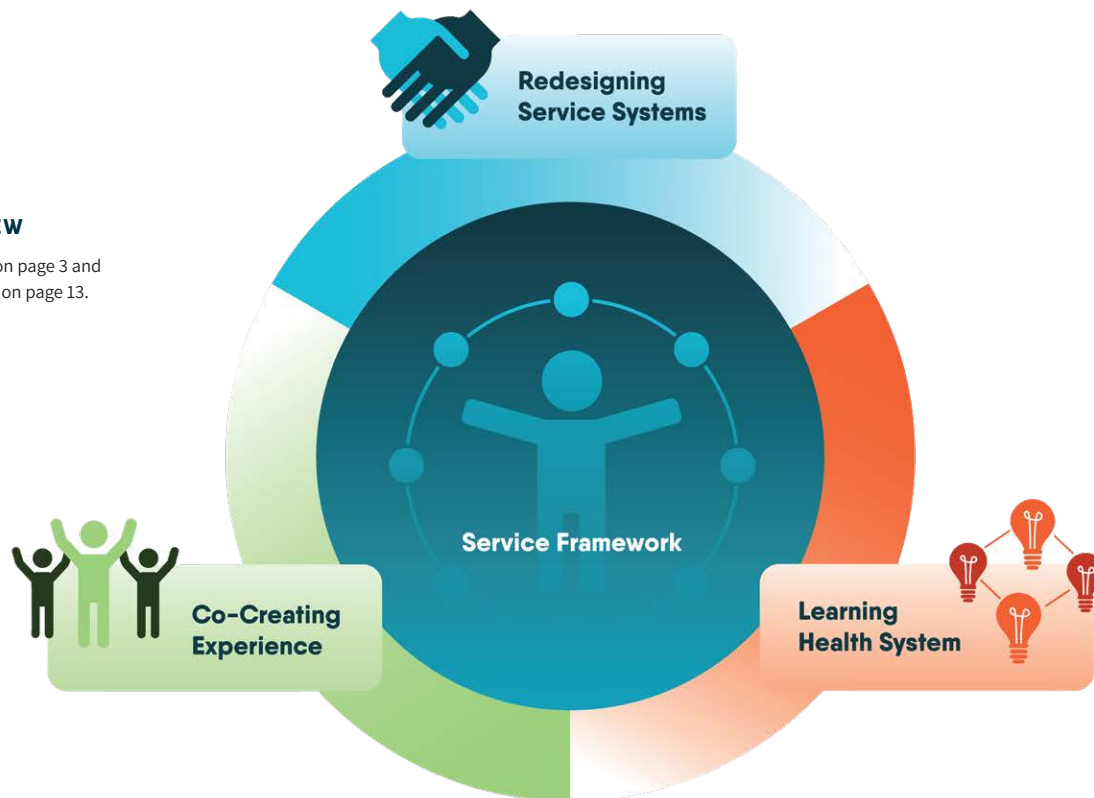 Redesigning
Service Systems
on page 3 and
on page 13.
Service Framework
Co-Creating
Experience
Learning
Health System